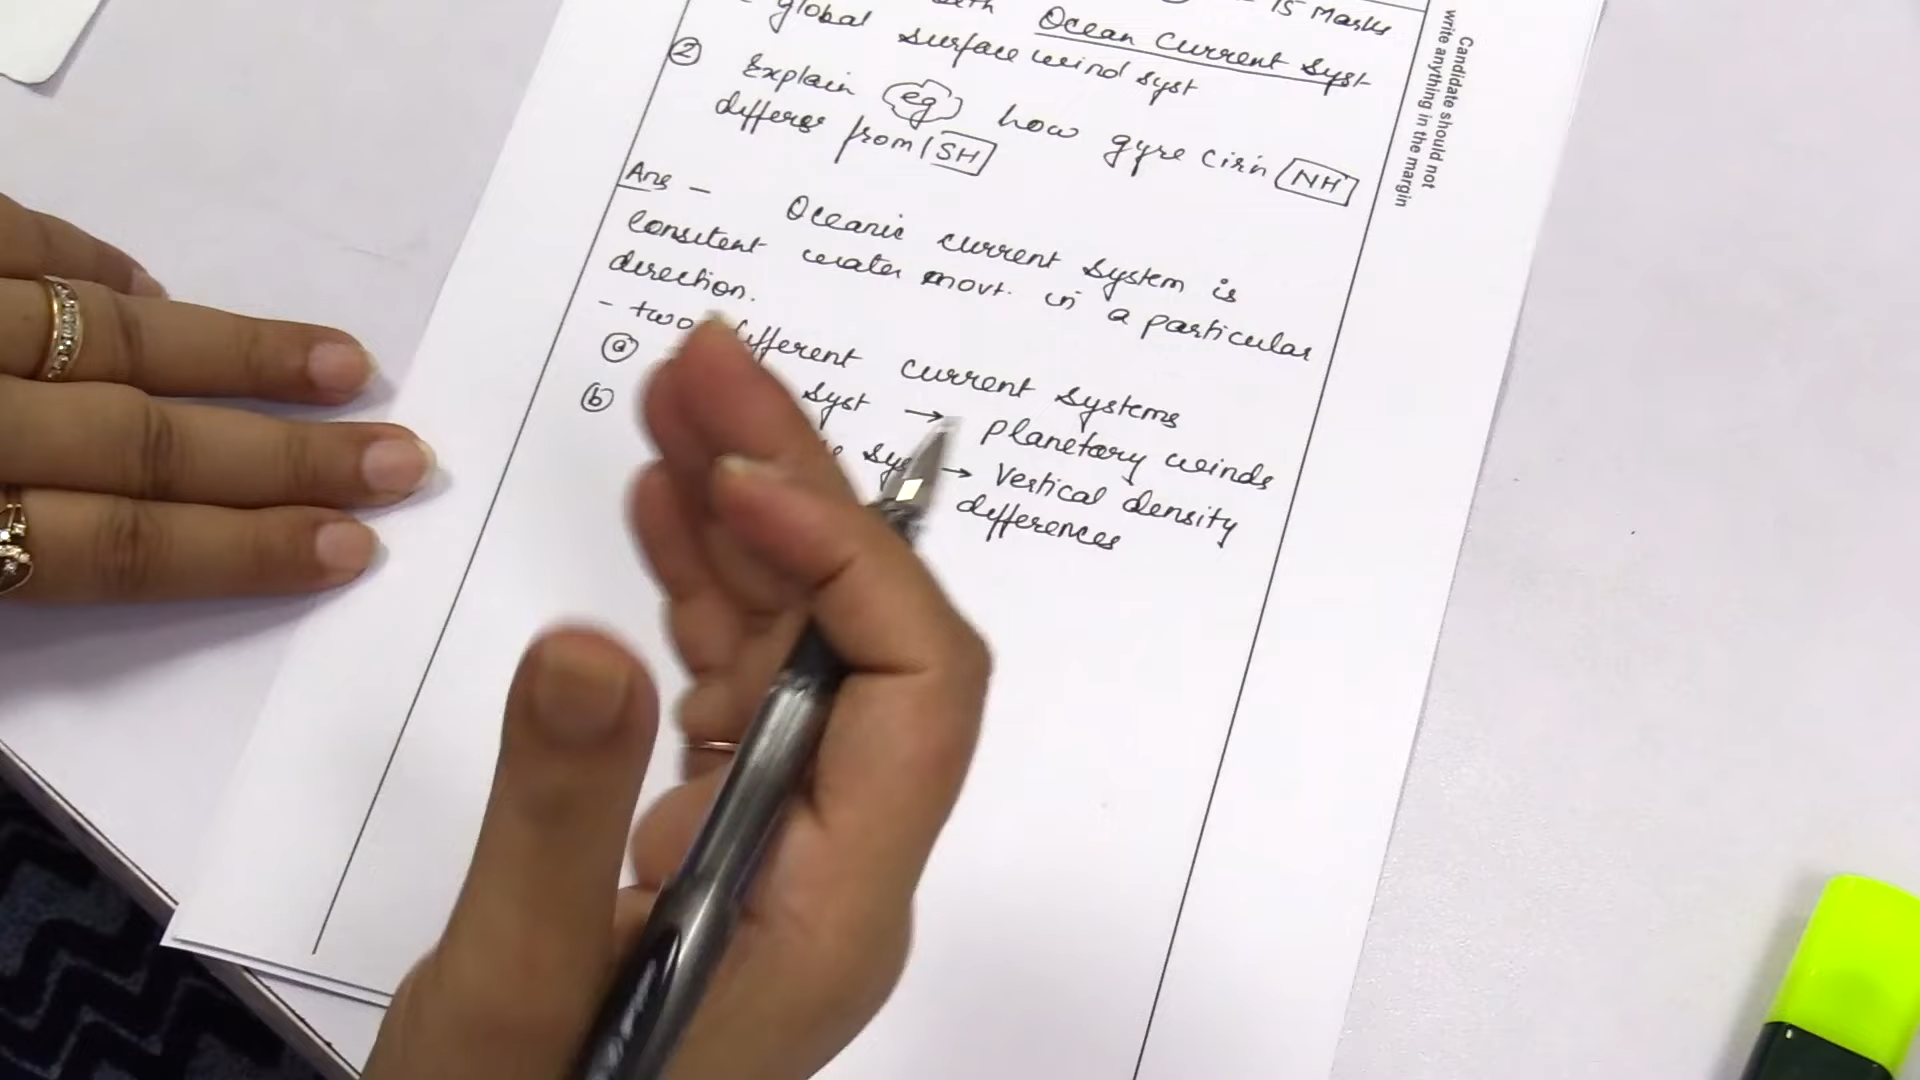 15 Marks
Ocean Current Syst
- global surface wind syst
② Explain eg how gyre cirⁿ NH
differs from SH
Ans - Oceanic current system is
consitent water movt. in a particular
direction.
- two different current systems
ⓐ syst → planetary winds
ⓑ syst → Vertical density
differences
Candidate should not
write anything in the margin